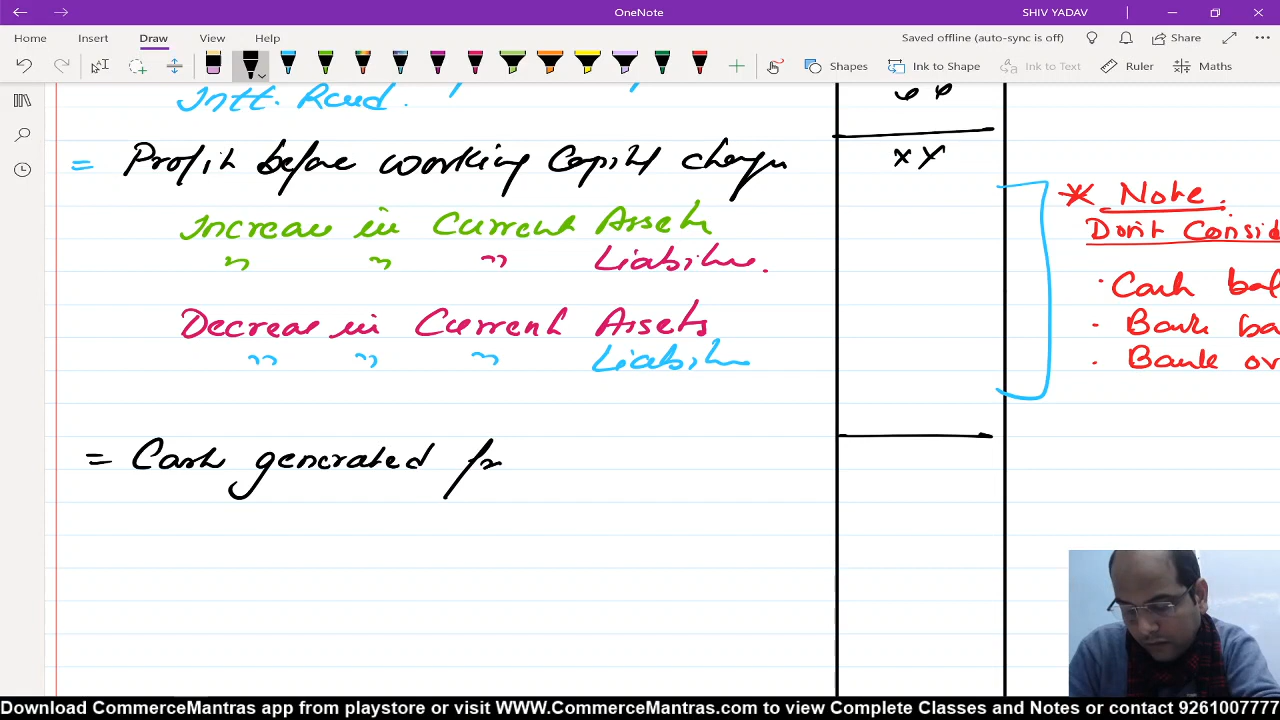 OneNote
SHIV YADAV
Home Insert Draw View Help
Saved offline (auto-sync is off)
Share
Shapes
Ink to Shape
Ink to Text
Ruler
Maths
Intt. Recd.
= Profit before working Capital changes
xx
Increase in Current Assets
" " " Liabilities.
Decrease in Current Assets
" " " Liabilities
* Note.
Don't Consid
· Cash bal
· Bank ba
· Bank ov
= Cash generated fr
Download CommerceMantras app from playstore or visit WWW.CommerceMantras.com to view Complete Classes and Notes or contact 9261007777